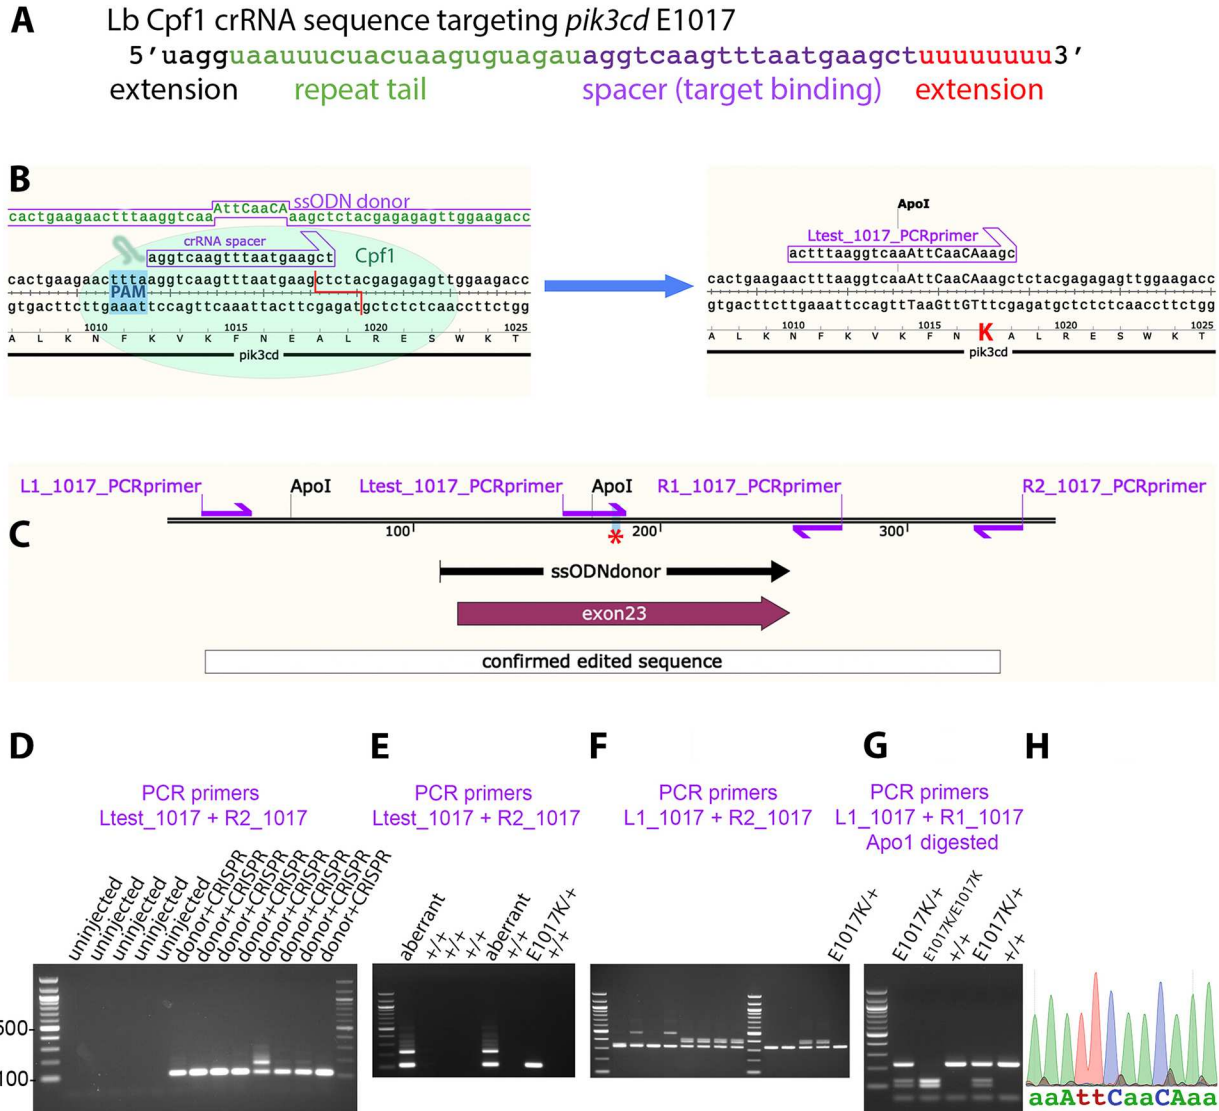 A
Lb Cpf1 crRNA sequence targeting pik3cd E1017
5’uagguaauuucuacuaaguguagauaggtcaagtttaatgaagctuuuuuuuu3’
extension repeat tail spacer (target binding) extension
B
ssODN donor
cactgaagaactttaaggtcaaAttCaaCAaagctctacgagagagttggaagacc
crRNA spacer
Cpf1
aggtcaagtttaatgaagct
cactgaagaactttaaggtcaagtttaatgaagctctacgagagagttggaagacc
PAM
gtgacttcttgaaattccagttcaaattacttcgagatgctctctcaaccttctgg
1010 1015 1020 1025
A L K N F K V K F N E A L R E S W K T
pik3cd
ApoI
Ltest_1017_PCRprimer
actttaaggtcaaAttCaaCAaagc
cactgaagaactttaaggtcaaAttCaaCAaagctctacgagagagttggaagacc
gtgacttcttgaaattccagttTaaGttGTttcgagatgctctctcaaccttctgg
1010 1015 1020 1025
A L K N F K V K F N K A L R E S W K T
pik3cd
C
L1_1017_PCRprimer ApoI Ltest_1017_PCRprimer ApoI R1_1017_PCRprimer R2_1017_PCRprimer
100 * 200 300
ssODNdonor
exon23
confirmed edited sequence
D
PCR primers
Ltest_1017 + R2_1017
uninjected
uninjected
uninjected
uninjected
uninjected
donor+CRISPR
donor+CRISPR
donor+CRISPR
donor+CRISPR
donor+CRISPR
donor+CRISPR
donor+CRISPR
donor+CRISPR
500
100
E
PCR primers
Ltest_1017 + R2_1017
aberrant
+/+
+/+
+/+
aberrant
+/+
E1017K/+
+/+
F
PCR primers
L1_1017 + R2_1017
E1017K/+
G
PCR primers
L1_1017 + R1_1017
Apo1 digested
E1017K/+
E1017K/E1017K
+/+
E1017K/+
+/+
H
aaAttCaaCAaa